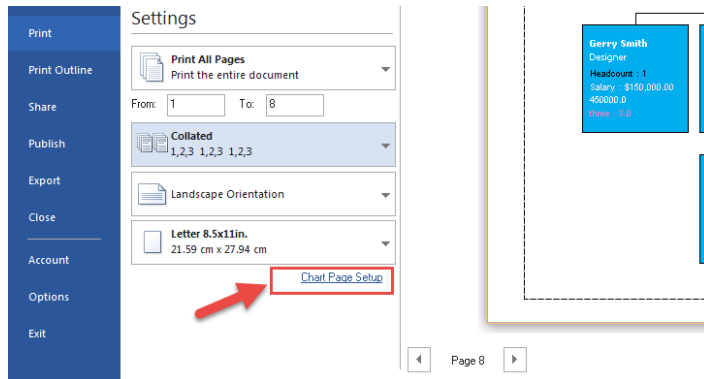 Print
Print Outline
Share
Publish
Export
Close
Account
Options
Exit
Settings
Print All Pages
Print the entire document
From: 1 To: 8
Collated
1,2,3 1,2,3 1,2,3
Landscape Orientation
Letter 8.5x11in.
21.59 cm x 27.94 cm
Chart Page Setup
Gerry Smith
Designer
Headcount : 1
Salary : $150,000.00
450000.0
three : 3.0
Page 8